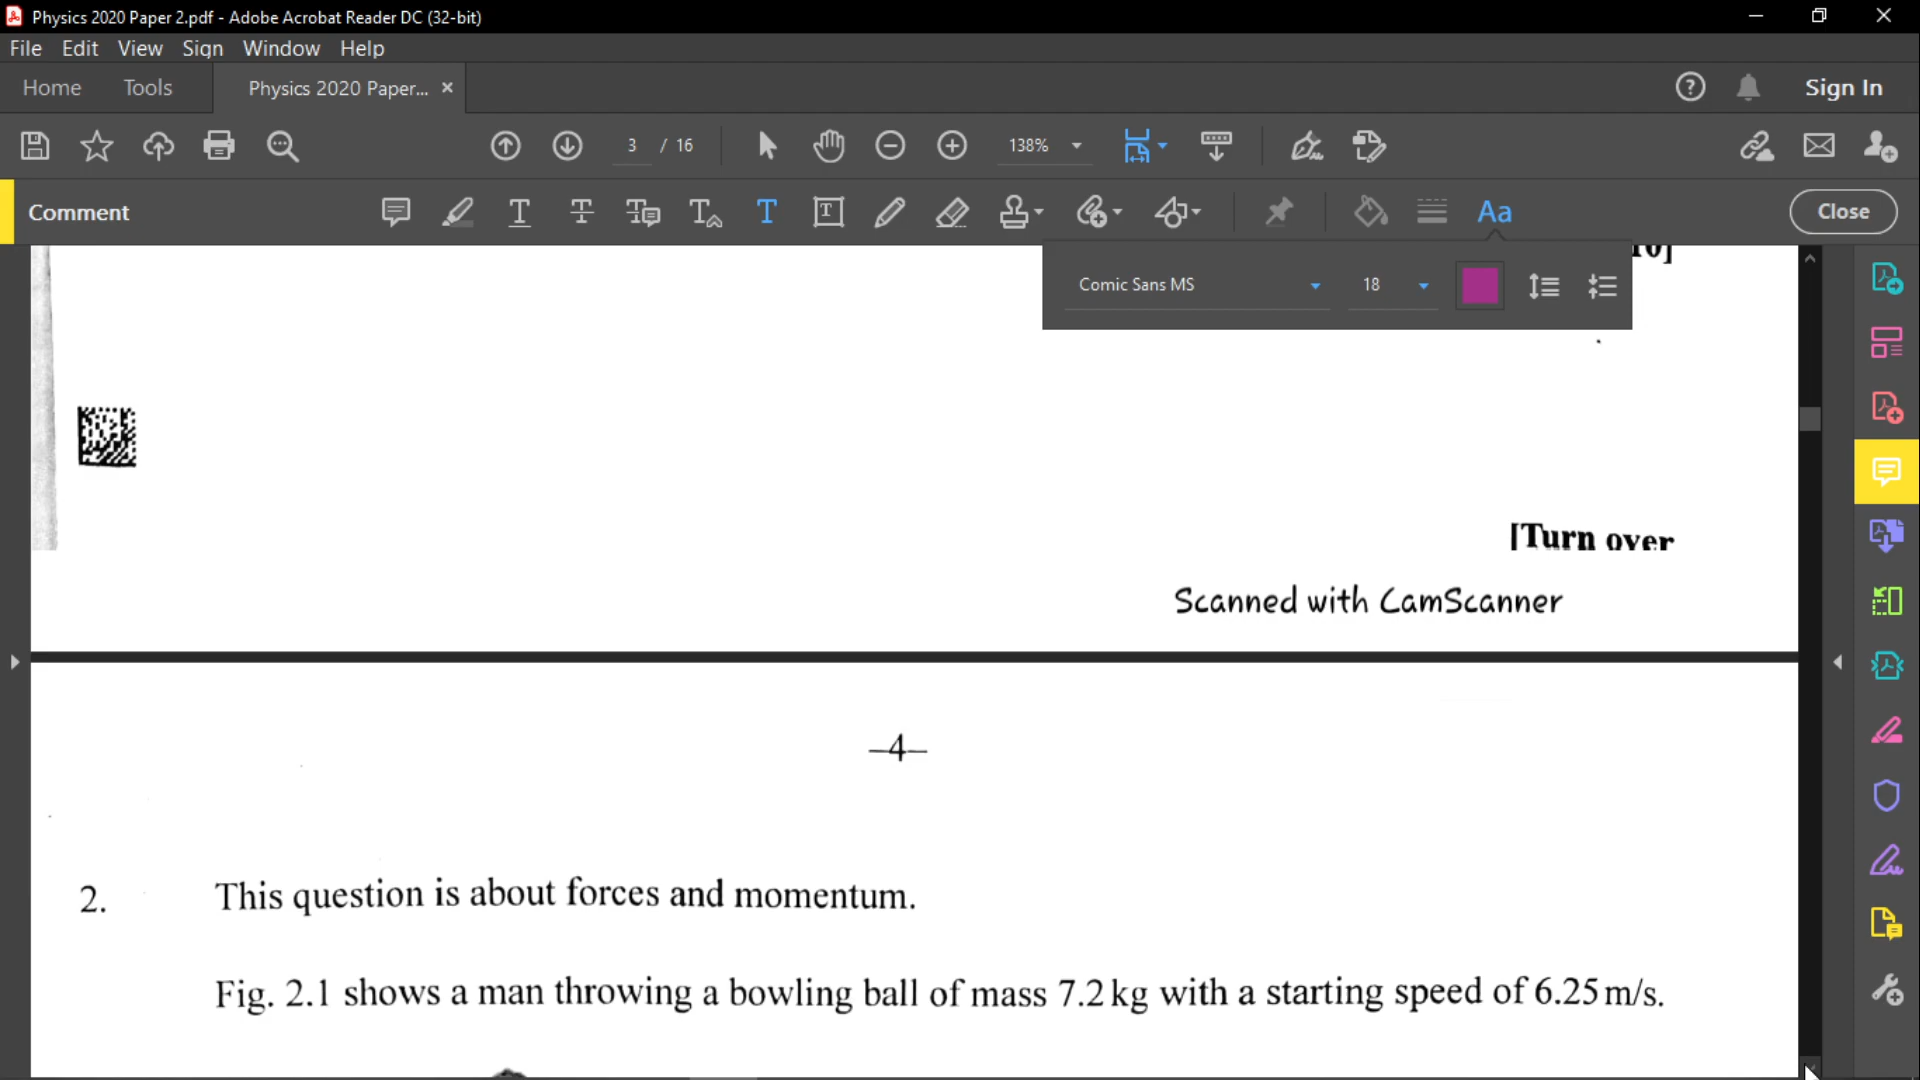 Physics 2020 Paper 2.pdf - Adobe Acrobat Reader DC (32-bit)
File Edit View Sign Window Help
Home Tools Physics 2020 Paper... × Sign In
3 / 16 138%
Comment Close
Comic Sans MS 18
[Turn over
Scanned with CamScanner
–4–
2. This question is about forces and momentum.
Fig. 2.1 shows a man throwing a bowling ball of mass 7.2 kg with a starting speed of 6.25 m/s.